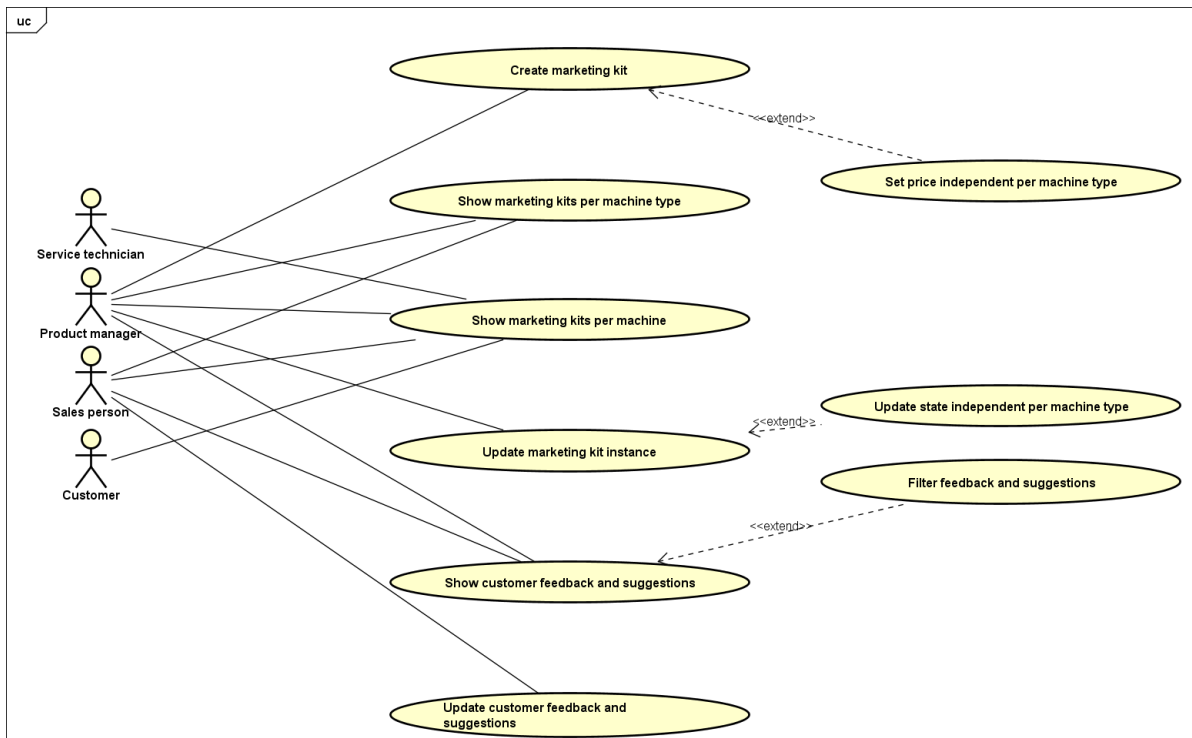 uc
Create marketing kit
<<extend>>
Set price independent per machine type
Show marketing kits per machine type
Service technician
Show marketing kits per machine
Product manager
Sales person
Update state independent per machine type
<<extend>>
Update marketing kit instance
Customer
Filter feedback and suggestions
<<extend>>
Show customer feedback and suggestions
Update customer feedback and
suggestions